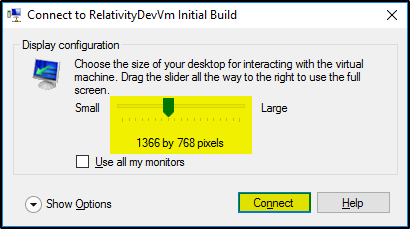 Connect to RelativityDevVm Initial Build
Display configuration
Choose the size of your desktop for interacting with the virtual
machine. Drag the slider all the way to the right to use the full
screen.
Small Large
1366 by 768 pixels
Use all my monitors
Show Options Connect Help